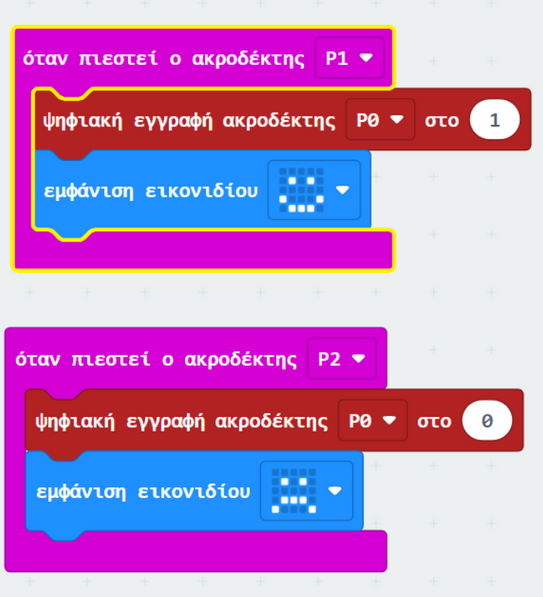 όταν πιεστεί ο ακροδέκτης P1
ψηφιακή εγγραφή ακροδέκτης P0 στο 1
εμφάνιση εικονιδίου
όταν πιεστεί ο ακροδέκτης P2
ψηφιακή εγγραφή ακροδέκτης P0 στο 0
εμφάνιση εικονιδίου